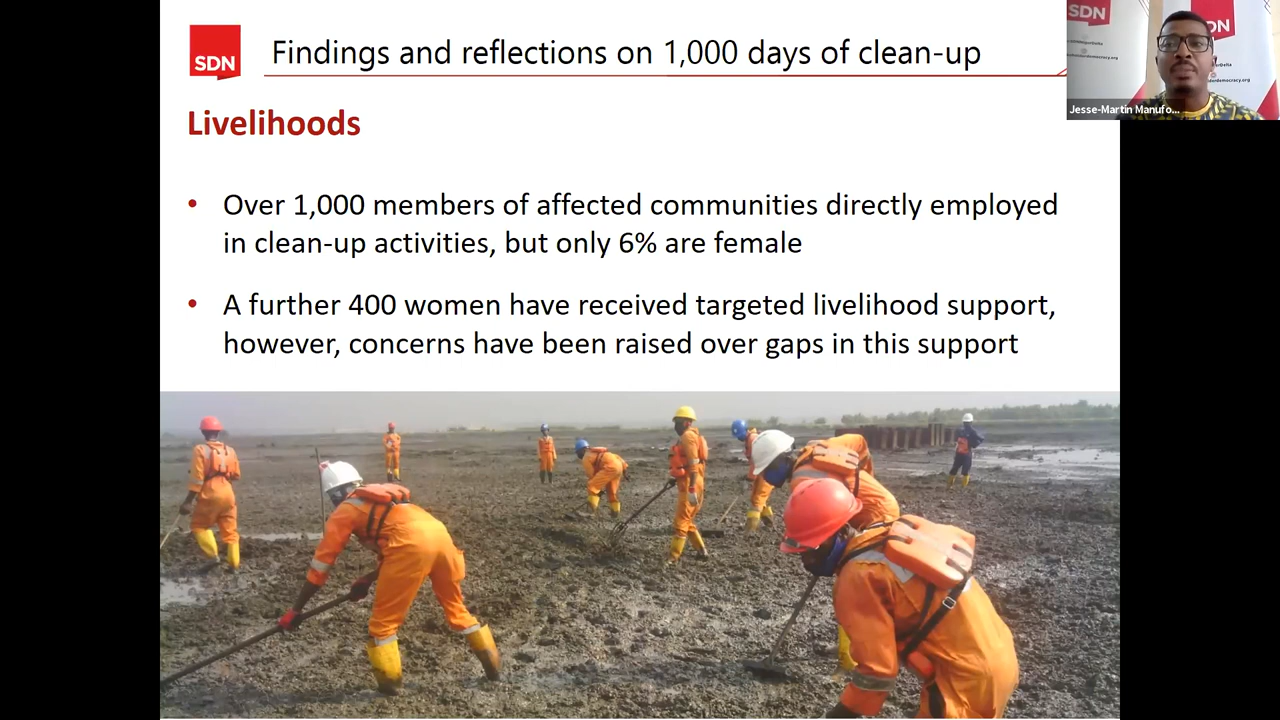 SDN
Findings and reflections on 1,000 days of clean-up
Livelihoods
• Over 1,000 members of affected communities directly employed
in clean-up activities, but only 6% are female
• A further 400 women have received targeted livelihood support,
however, concerns have been raised over gaps in this support
SDN
SDN
Jesse-Martin Manufo...